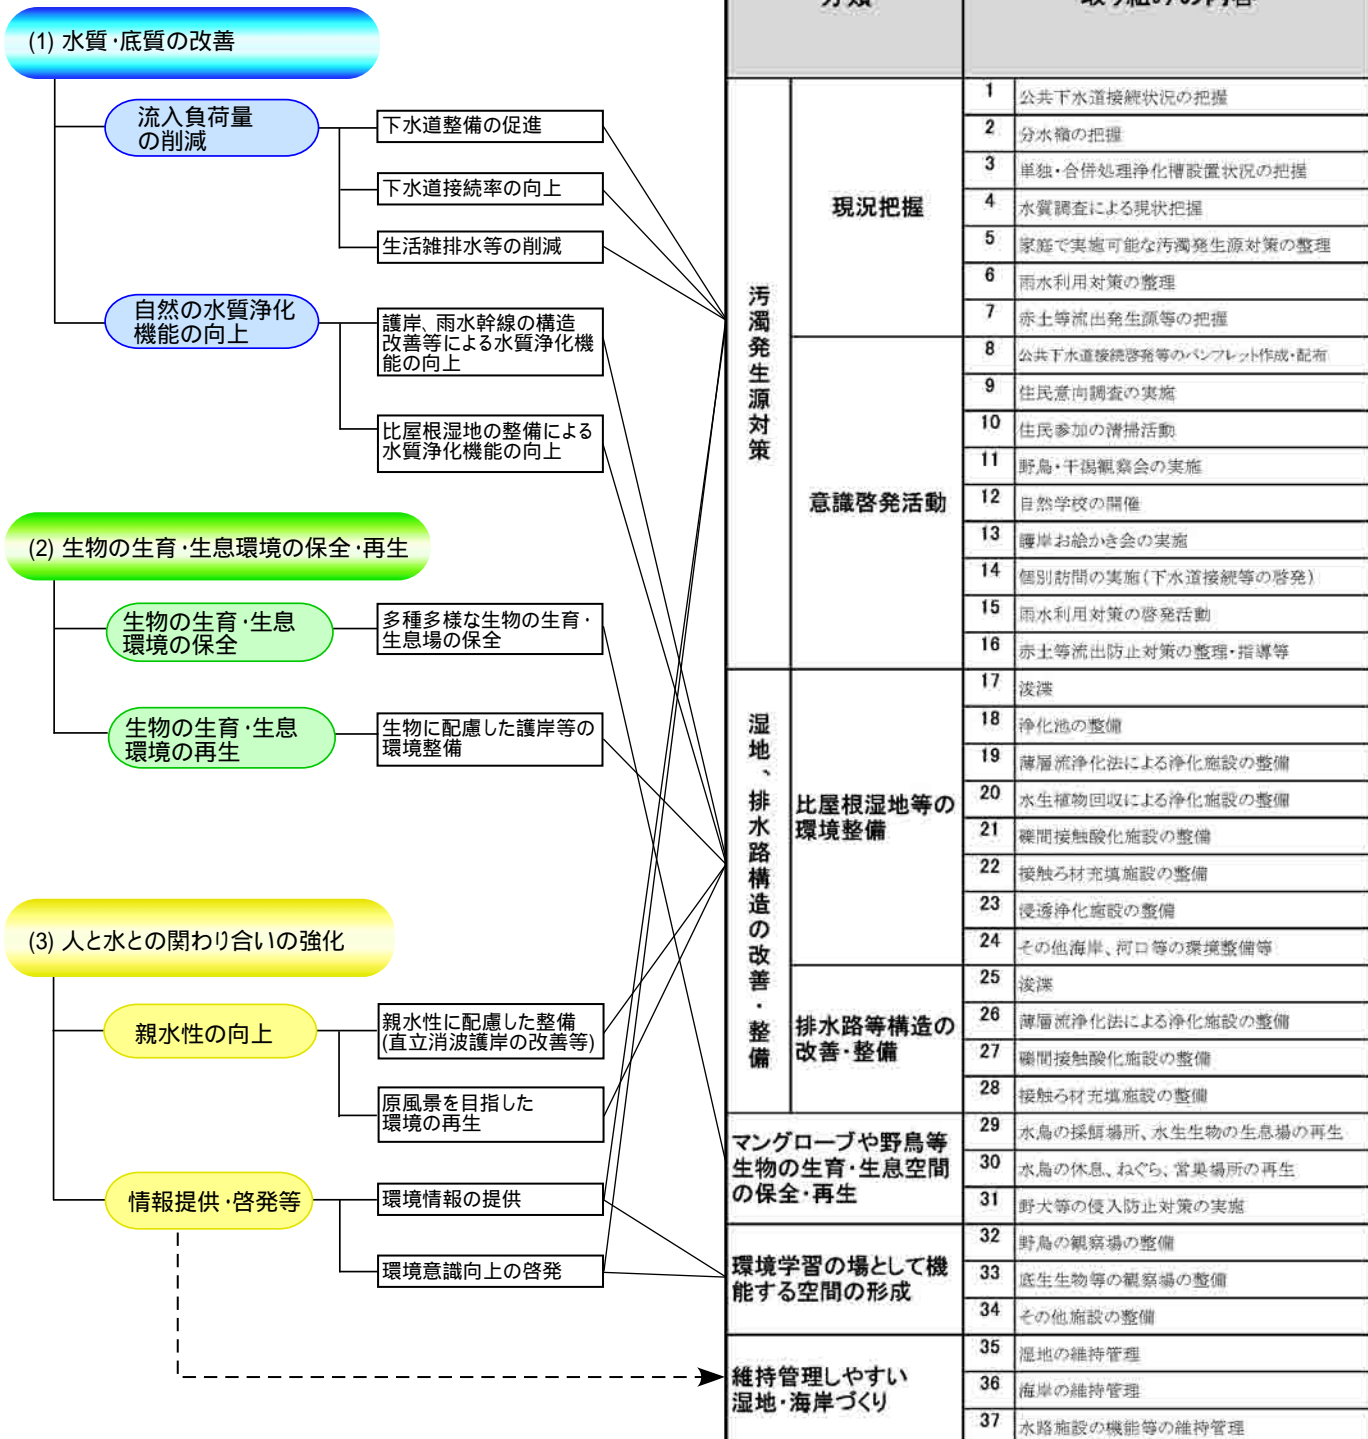 (1) 水質・底質の改善
流入負荷量
の削減
下水道整備の促進
下水道接続率の向上
生活雑排水等の削減
自然の水質浄化
機能の向上
護岸、雨水幹線の構造
改善等による水質浄化機
能の向上
比屋根湿地の整備による
水質浄化機能の向上
(2) 生物の生育・生息環境の保全・再生
生物の生育・生息
環境の保全
多種多様な生物の生育・
生息場の保全
生物の生育・生息
環境の再生
生物に配慮した護岸等の
環境整備
(3) 人と水との関わり合いの強化
親水性の向上
親水性に配慮した整備
(直立消波護岸の改善等)
原風景を目指した
環境の再生
情報提供・啓発等
環境情報の提供
環境意識向上の啓発
分類
取り組みの内容
汚濁発生源対策
現況把握
1 公共下水道接続状況の把握
2 分水嶺の把握
3 単独・合併処理浄化槽設置状況の把握
4 水質調査による現状把握
5 家庭で実施可能な汚濁発生源対策の整理
6 雨水利用対策の整理
7 赤土等流出発生源等の把握
意識啓発活動
8 公共下水道接続啓発等のパンフレット作成・配布
9 住民意向調査の実施
10 住民参加の清掃活動
11 野鳥・干潟観察会の実施
12 自然学校の開催
13 護岸お絵かき会の実施
14 個別訪問の実施(下水道接続等の啓発)
15 雨水利用対策の啓発活動
16 赤土等流出防止対策の整理・指導等
湿地、排水路構造の改善・整備
比屋根湿地等の
環境整備
17 浚渫
18 浄化池の整備
19 薄層流浄化法による浄化施設の整備
20 水生植物回収による浄化施設の整備
21 礫間接触酸化施設の整備
22 接触ろ材充填施設の整備
23 浸透浄化施設の整備
24 その他海岸、河口等の環境整備等
排水路等構造の
改善・整備
25 浚渫
26 薄層流浄化法による浄化施設の整備
27 礫間接触酸化施設の整備
28 接触ろ材充填施設の整備
マングローブや野鳥等
生物の生育・生息空間
の保全・再生
29 水鳥の採餌場所、水生生物の生息場の再生
30 水鳥の休息、ねぐら、営巣場所の再生
31 野犬等の侵入防止対策の実施
環境学習の場として機
能する空間の形成
32 野鳥の観察場の整備
33 底生生物等の観察場の整備
34 その他施設の整備
維持管理しやすい
湿地・海岸づくり
35 湿地の維持管理
36 海岸の維持管理
37 水路施設の機能等の維持管理